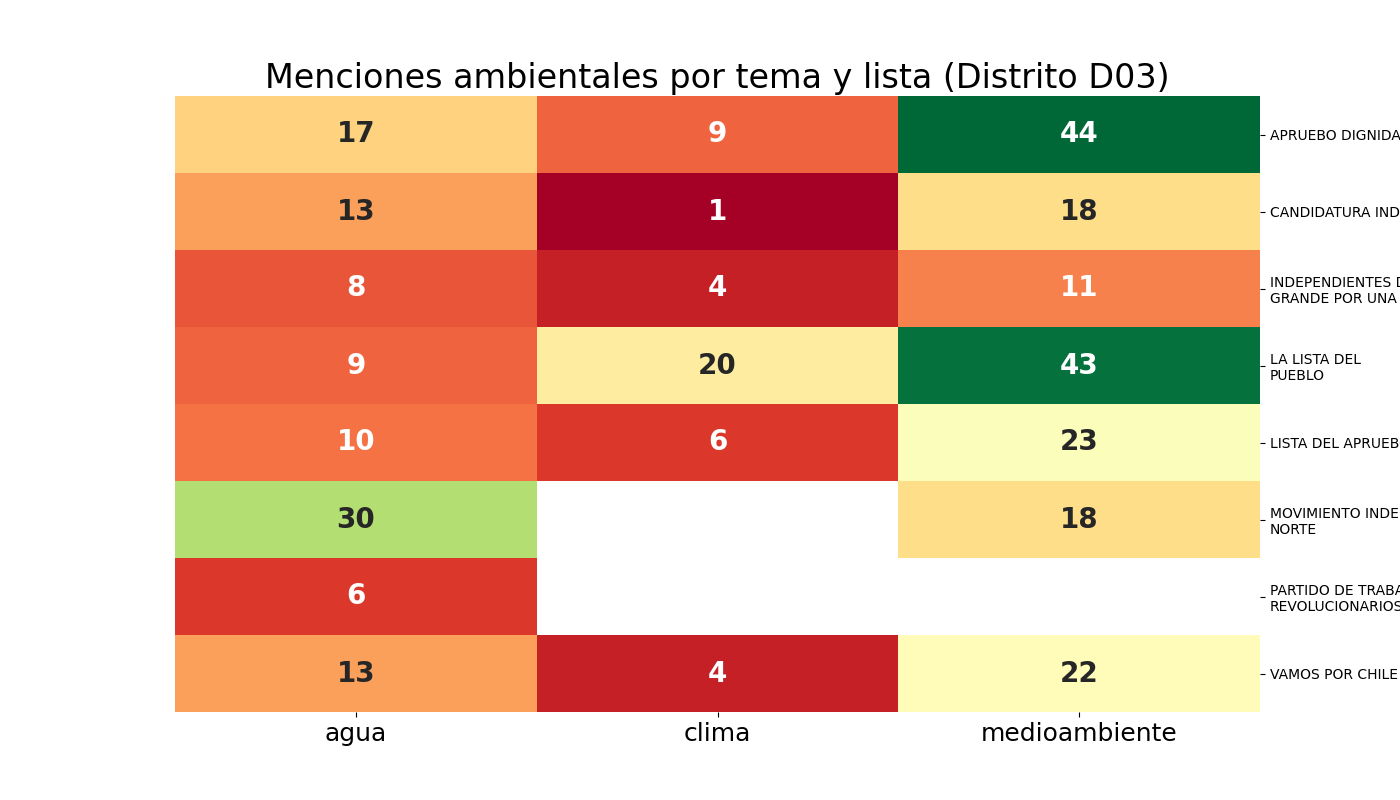 Menciones ambientales por tema y lista (Distrito D03)
17 9 44 APRUEBO DIGNIDA
13 1 18 CANDIDATURA IND
8 4 11 INDEPENDIENTES D
GRANDE POR UNA
9 20 43 LA LISTA DEL
PUEBLO
10 6 23 LISTA DEL APRUEB
30 18 MOVIMIENTO INDE
NORTE
6 PARTIDO DE TRABA
REVOLUCIONARIOS
13 4 22 VAMOS POR CHILE
agua clima medioambiente